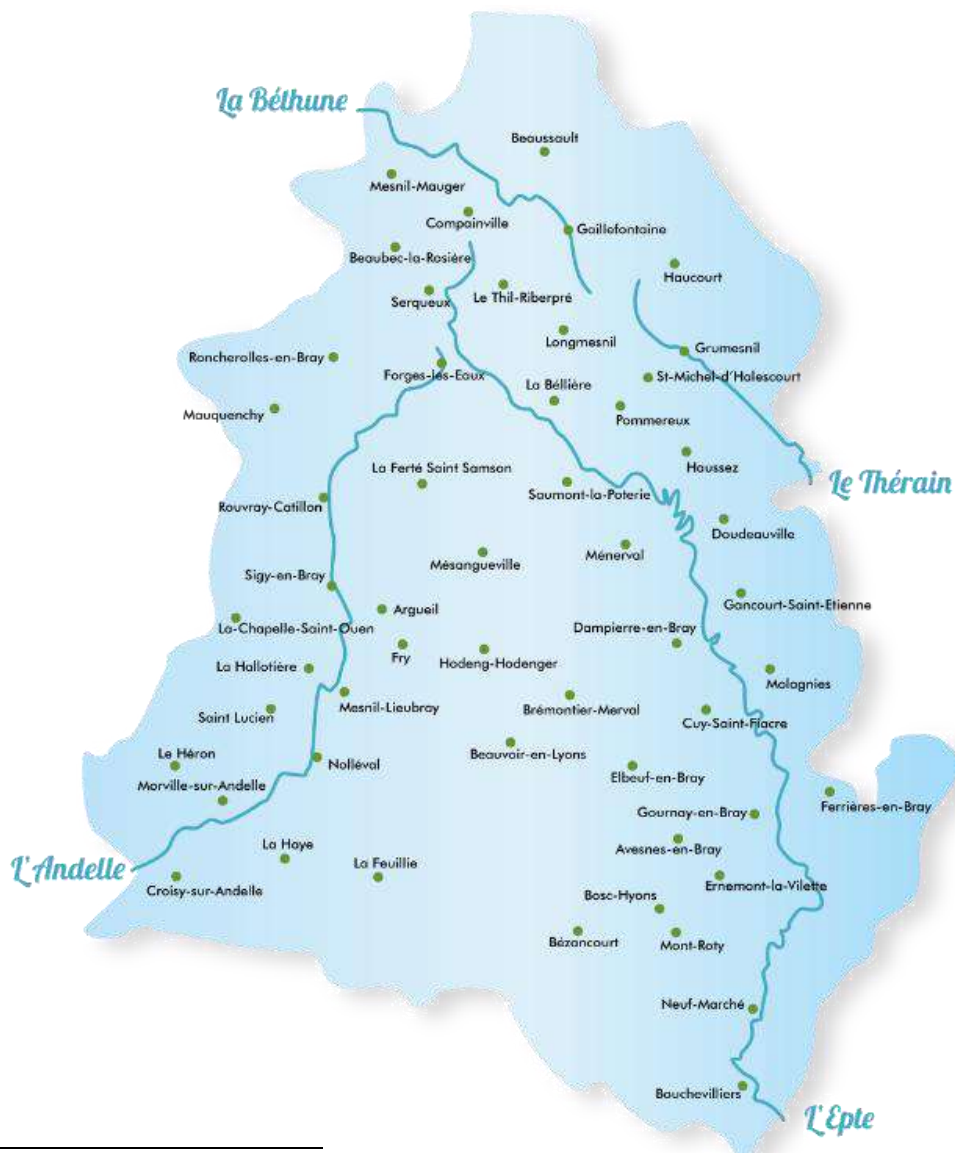 La Béthune
Beaussault
Mesnil-Mauger
Compainville
Gaillefontaine
Beaubec-la-Rosière
Haucourt
Serqueux
Le Thil-Riberpré
Longmesnil
Grumesnil
Roncherolles-en-Bray
Forges-les-Eaux
St-Michel-d'Halescourt
La Béllière
Mauquenchy
Pommereux
Haussez
La Ferté Saint Samson
Le Thérain
Saumont-la-Poterie
Rouvray-Catillon
Doudeauville
Ménerval
Mésangueville
Sigy-en-Bray
Gancourt-Saint-Etienne
Argueil
La-Chapelle-Saint-Ouen
Dampierre-en-Bray
Fry
Hodeng-Hodenger
La Hallotière
Molagnies
Mesnil-Lieubray
Brémontier-Merval
Saint Lucien
Cuy-Saint-Fiacre
Le Héron
Beauvoir-en-Lyons
Nolléval
Elbeuf-en-Bray
Morville-sur-Andelle
Ferrières-en-Bray
Gournay-en-Bray
La Haye
Avesnes-en-Bray
L'Andelle
La Feuillie
Croisy-sur-Andelle
Ernemont-la-Vilette
Bosc-Hyons
Bézancourt
Mont-Roty
Neuf-Marché
Bouchevilliers
L'Epte